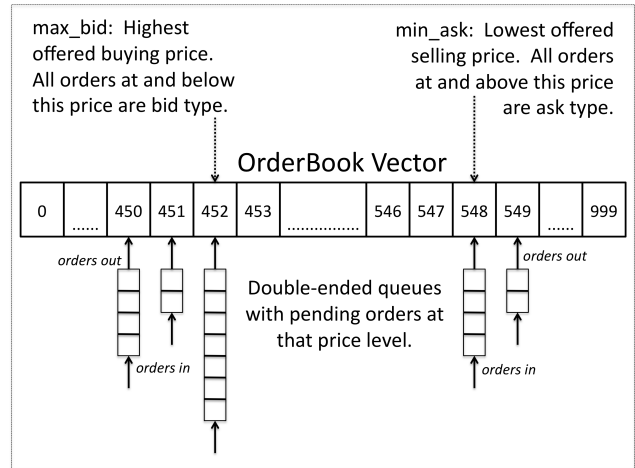 max_bid: Highest
offered buying price.
All orders at and below
this price are bid type.
min_ask: Lowest offered
selling price. All orders
at and above this price
are ask type.
OrderBook Vector
0 ...... 450 451 452 453 ................ 546 547 548 549 ...... 999
orders out
orders out
Double-ended queues
with pending orders at
that price level.
orders in
orders in